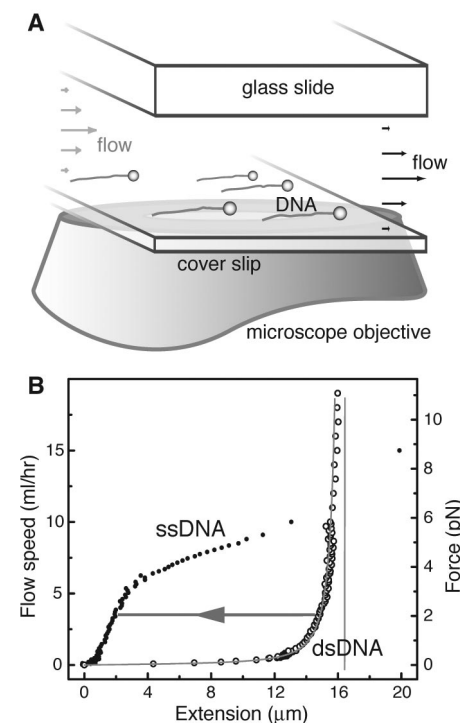 A
glass slide
flow
flow
DNA
cover slip
microscope objective
B
Flow speed (ml/hr)
15
10
5
0
ssDNA
dsDNA
10
8
6
4
2
0
Force (pN)
0
4
8
12
16
20
Extension (μm)